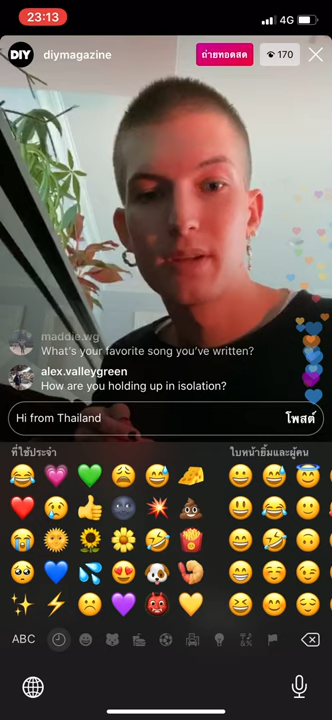 23:13
4G
DIY
diymagazine
ถ่ายทอดสด
170
maddie.wg
What's your favorite song you've written?
alex.valleygreen
How are you holding up in isolation?
Hi from Thailand
โพสต์
ที่ใช้ประจำ
ใบหน้ายิ้มและผู้คน
ABC